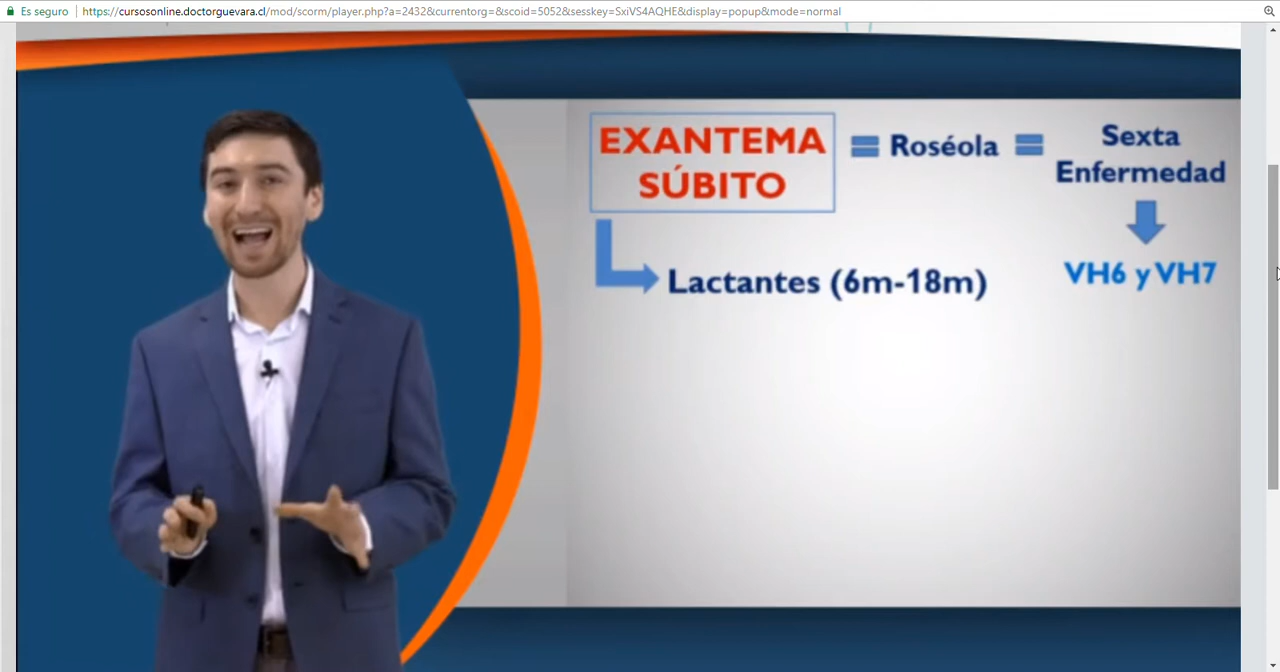 Es seguro | https://cursosonline.doctorguevara.cl/mod/scorm/player.php?a=2432&currentorg=&scoid=5052&sesskey=SxiVS4AQHE&display=popup&mode=normal
EXANTEMA
SÚBITO
= Roséola =
Sexta
Enfermedad
VH6 y VH7
Lactantes (6m-18m)